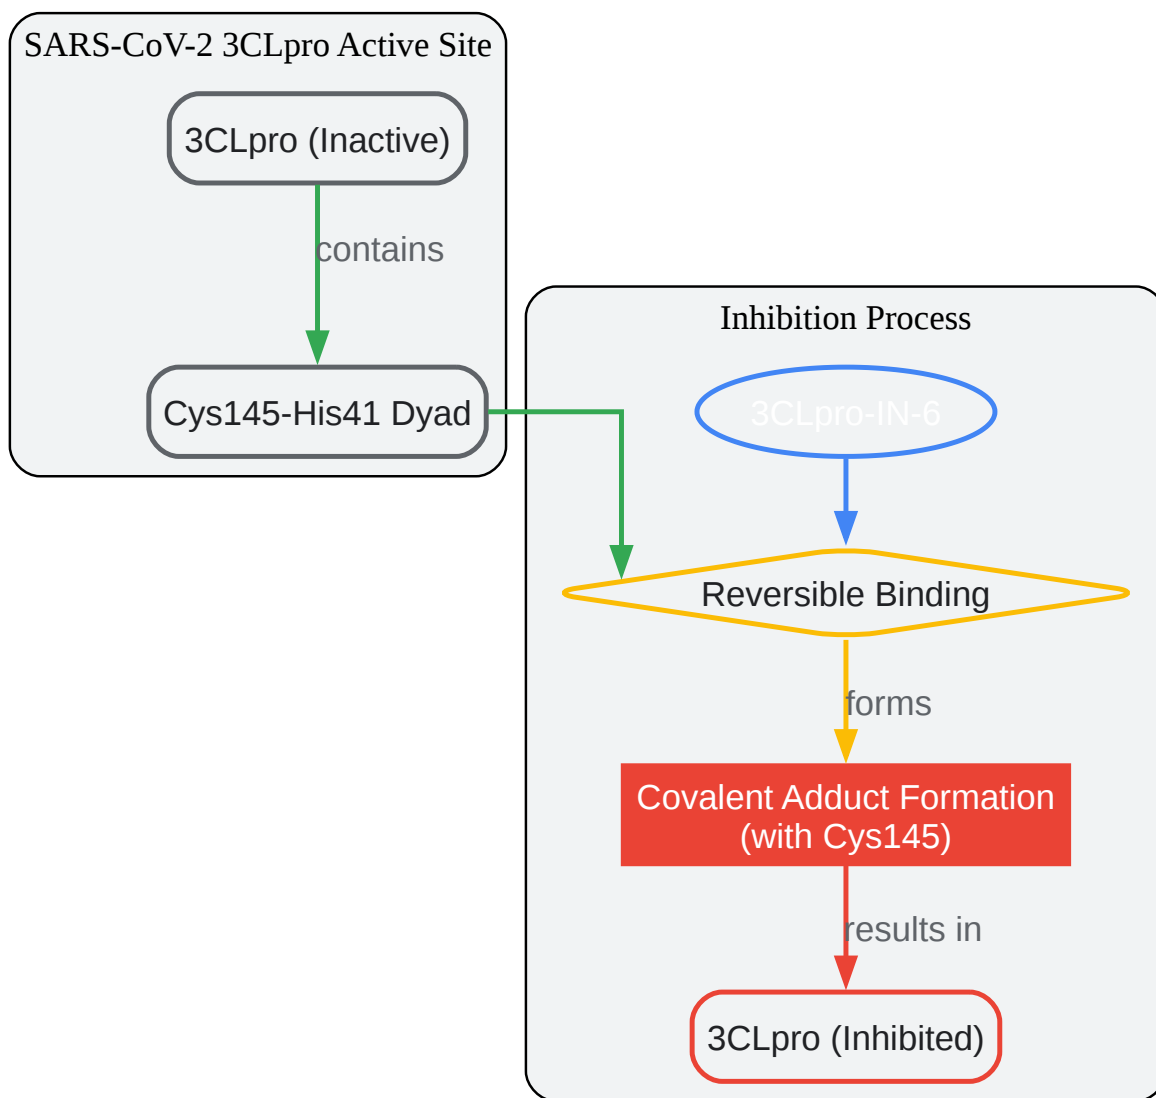 SARS-CoV-2 3CLpro Active Site
3CLpro (Inactive)
contains
Cys145-His41 Dyad
Inhibition Process
3CLpro-IN-6
Reversible Binding
forms
Covalent Adduct Formation
(with Cys145)
results in
3CLpro (Inhibited)